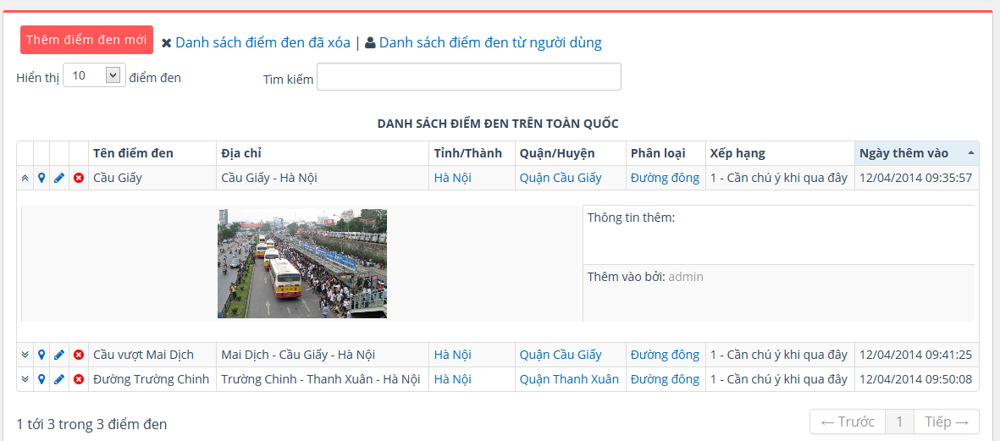 Thêm điểm đen mới Danh sách điểm đen đã xóa | Danh sách điểm đen từ người dùng
Hiển thị 10 điểm đen Tìm kiếm
DANH SÁCH ĐIỂM ĐEN TRÊN TOÀN QUỐC
Tên điểm đen Địa chỉ Tỉnh/Thành Quận/Huyện Phân loại Xếp hạng Ngày thêm vào
Cầu Giấy Cầu Giấy - Hà Nội Hà Nội Quận Cầu Giấy Đường đông 1 - Cần chú ý khi qua đây 12/04/2014 09:35:57
Thông tin thêm:
Thêm vào bởi: admin
Cầu vượt Mai Dịch Mai Dịch - Cầu Giấy - Hà Nội Hà Nội Quận Cầu Giấy Đường đông 1 - Cần chú ý khi qua đây 12/04/2014 09:41:25
Đường Trường Chinh Trường Chinh - Thanh Xuân - Hà Nội Hà Nội Quận Thanh Xuân Đường đông 1 - Cần chú ý khi qua đây 12/04/2014 09:50:08
1 tới 3 trong 3 điểm đen ← Trước 1 Tiếp →